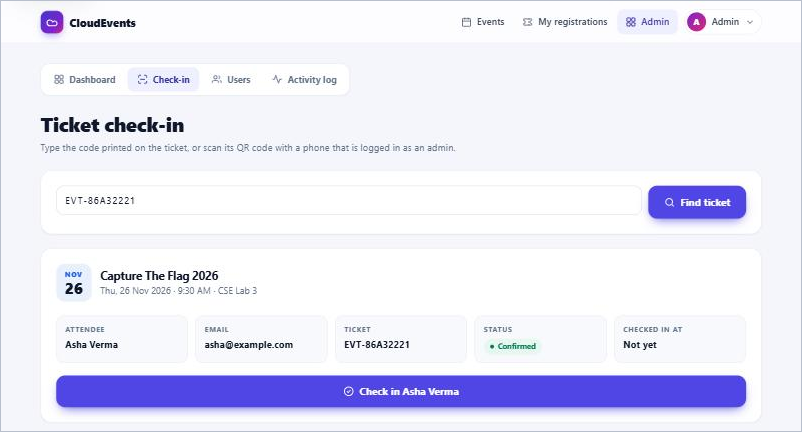 CloudEvents
Events
My registrations
Admin
A
Admin
Dashboard
Check-in
Users
Activity log
Ticket check-in
Type the code printed on the ticket, or scan its QR code with a phone that is logged in as an admin.
EVT-86A32221
Find ticket
NOV
26
Capture The Flag 2026
Thu, 26 Nov 2026 · 9:30 AM · CSE Lab 3
ATTENDEE
Asha Verma
EMAIL
asha@example.com
TICKET
EVT-86A32221
STATUS
Confirmed
CHECKED IN AT
Not yet
Check in Asha Verma